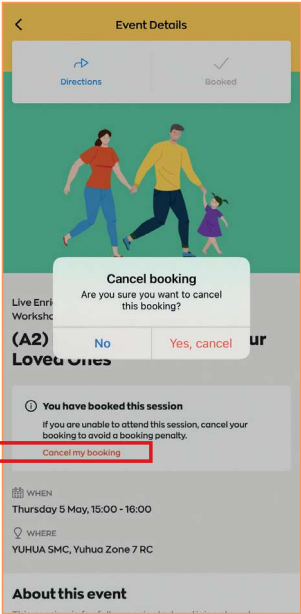 Event Details
Directions
Booked
Cancel booking
Are you sure you want to cancel
this booking?
No
Yes, cancel
Live Enri
Worksho
(A2)
ur
Loved Ones
You have booked this session
If you are unable to attend this session, cancel your
booking to avoid a booking penalty.
Cancel my booking
WHEN
Thursday 5 May, 15:00 - 16:00
WHERE
YUHUA SMC, Yuhua Zone 7 RC
About this event